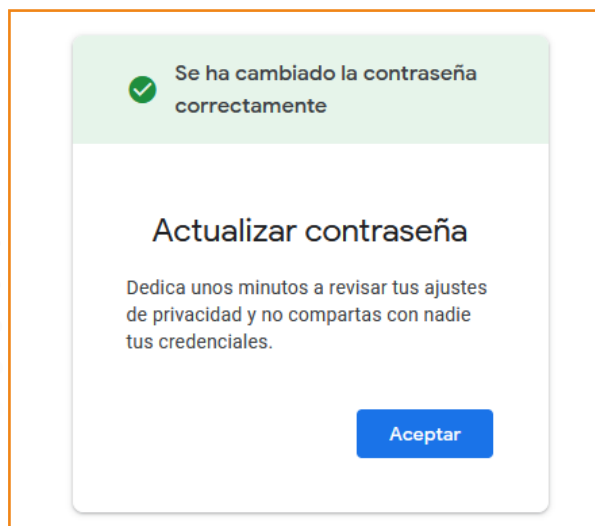 Se ha cambiado la contraseña
correctamente
Actualizar contraseña
Dedica unos minutos a revisar tus ajustes
de privacidad y no compartas con nadie
tus credenciales.
Aceptar